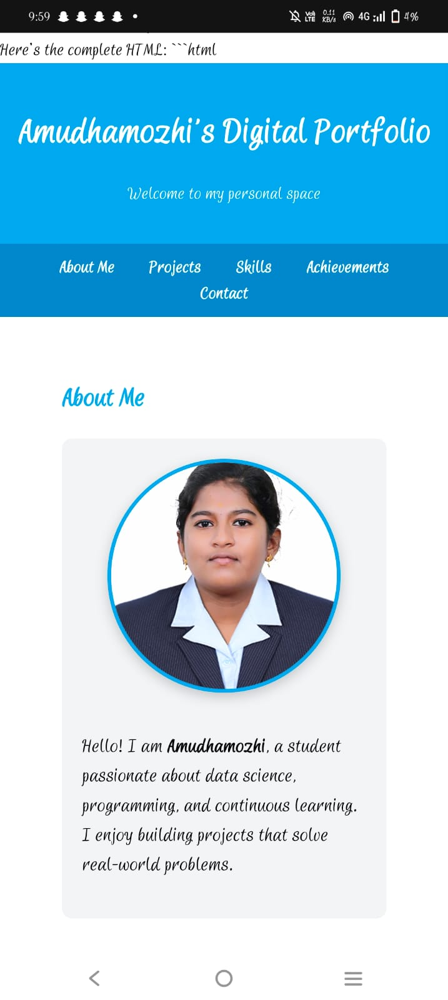 9:59 Vo)) LTE 0.11 KB/s 4G 4%
Here's the complete HTML: ```html
Amudhamozhi's Digital Portfolio
Welcome to my personal space
About Me Projects Skills Achievements
Contact
About Me
Hello! I am Amudhamozhi, a student
passionate about data science,
programming, and continuous learning.
I enjoy building projects that solve
real-world problems.